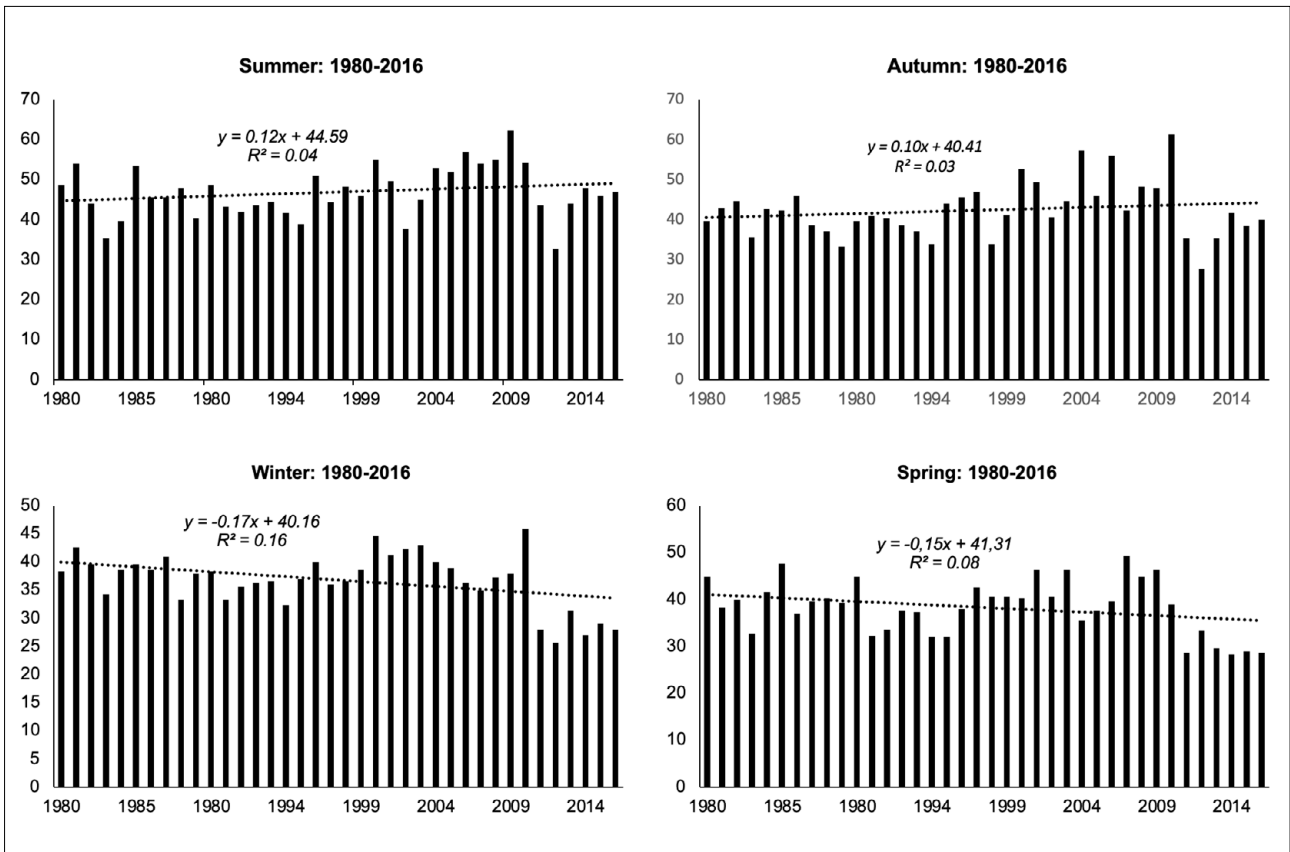 Summer: 1980-2016
70
60
50
40
30
20
10
0
y = 0.12x + 44.59
R² = 0.04
1980 1985 1980 1994 1999 2004 2009 2014
Autumn: 1980-2016
70
60
50
40
30
20
10
0
y = 0.10x + 40.41
R² = 0.03
1980 1985 1980 1994 1999 2004 2009 2014
Winter: 1980-2016
50
45
40
35
30
25
20
15
10
5
0
y = -0.17x + 40.16
R² = 0.16
1980 1985 1980 1994 1999 2004 2009 2014
Spring: 1980-2016
60
50
40
30
20
10
0
y = -0,15x + 41,31
R² = 0.08
1980 1985 1980 1994 1999 2004 2009 2014